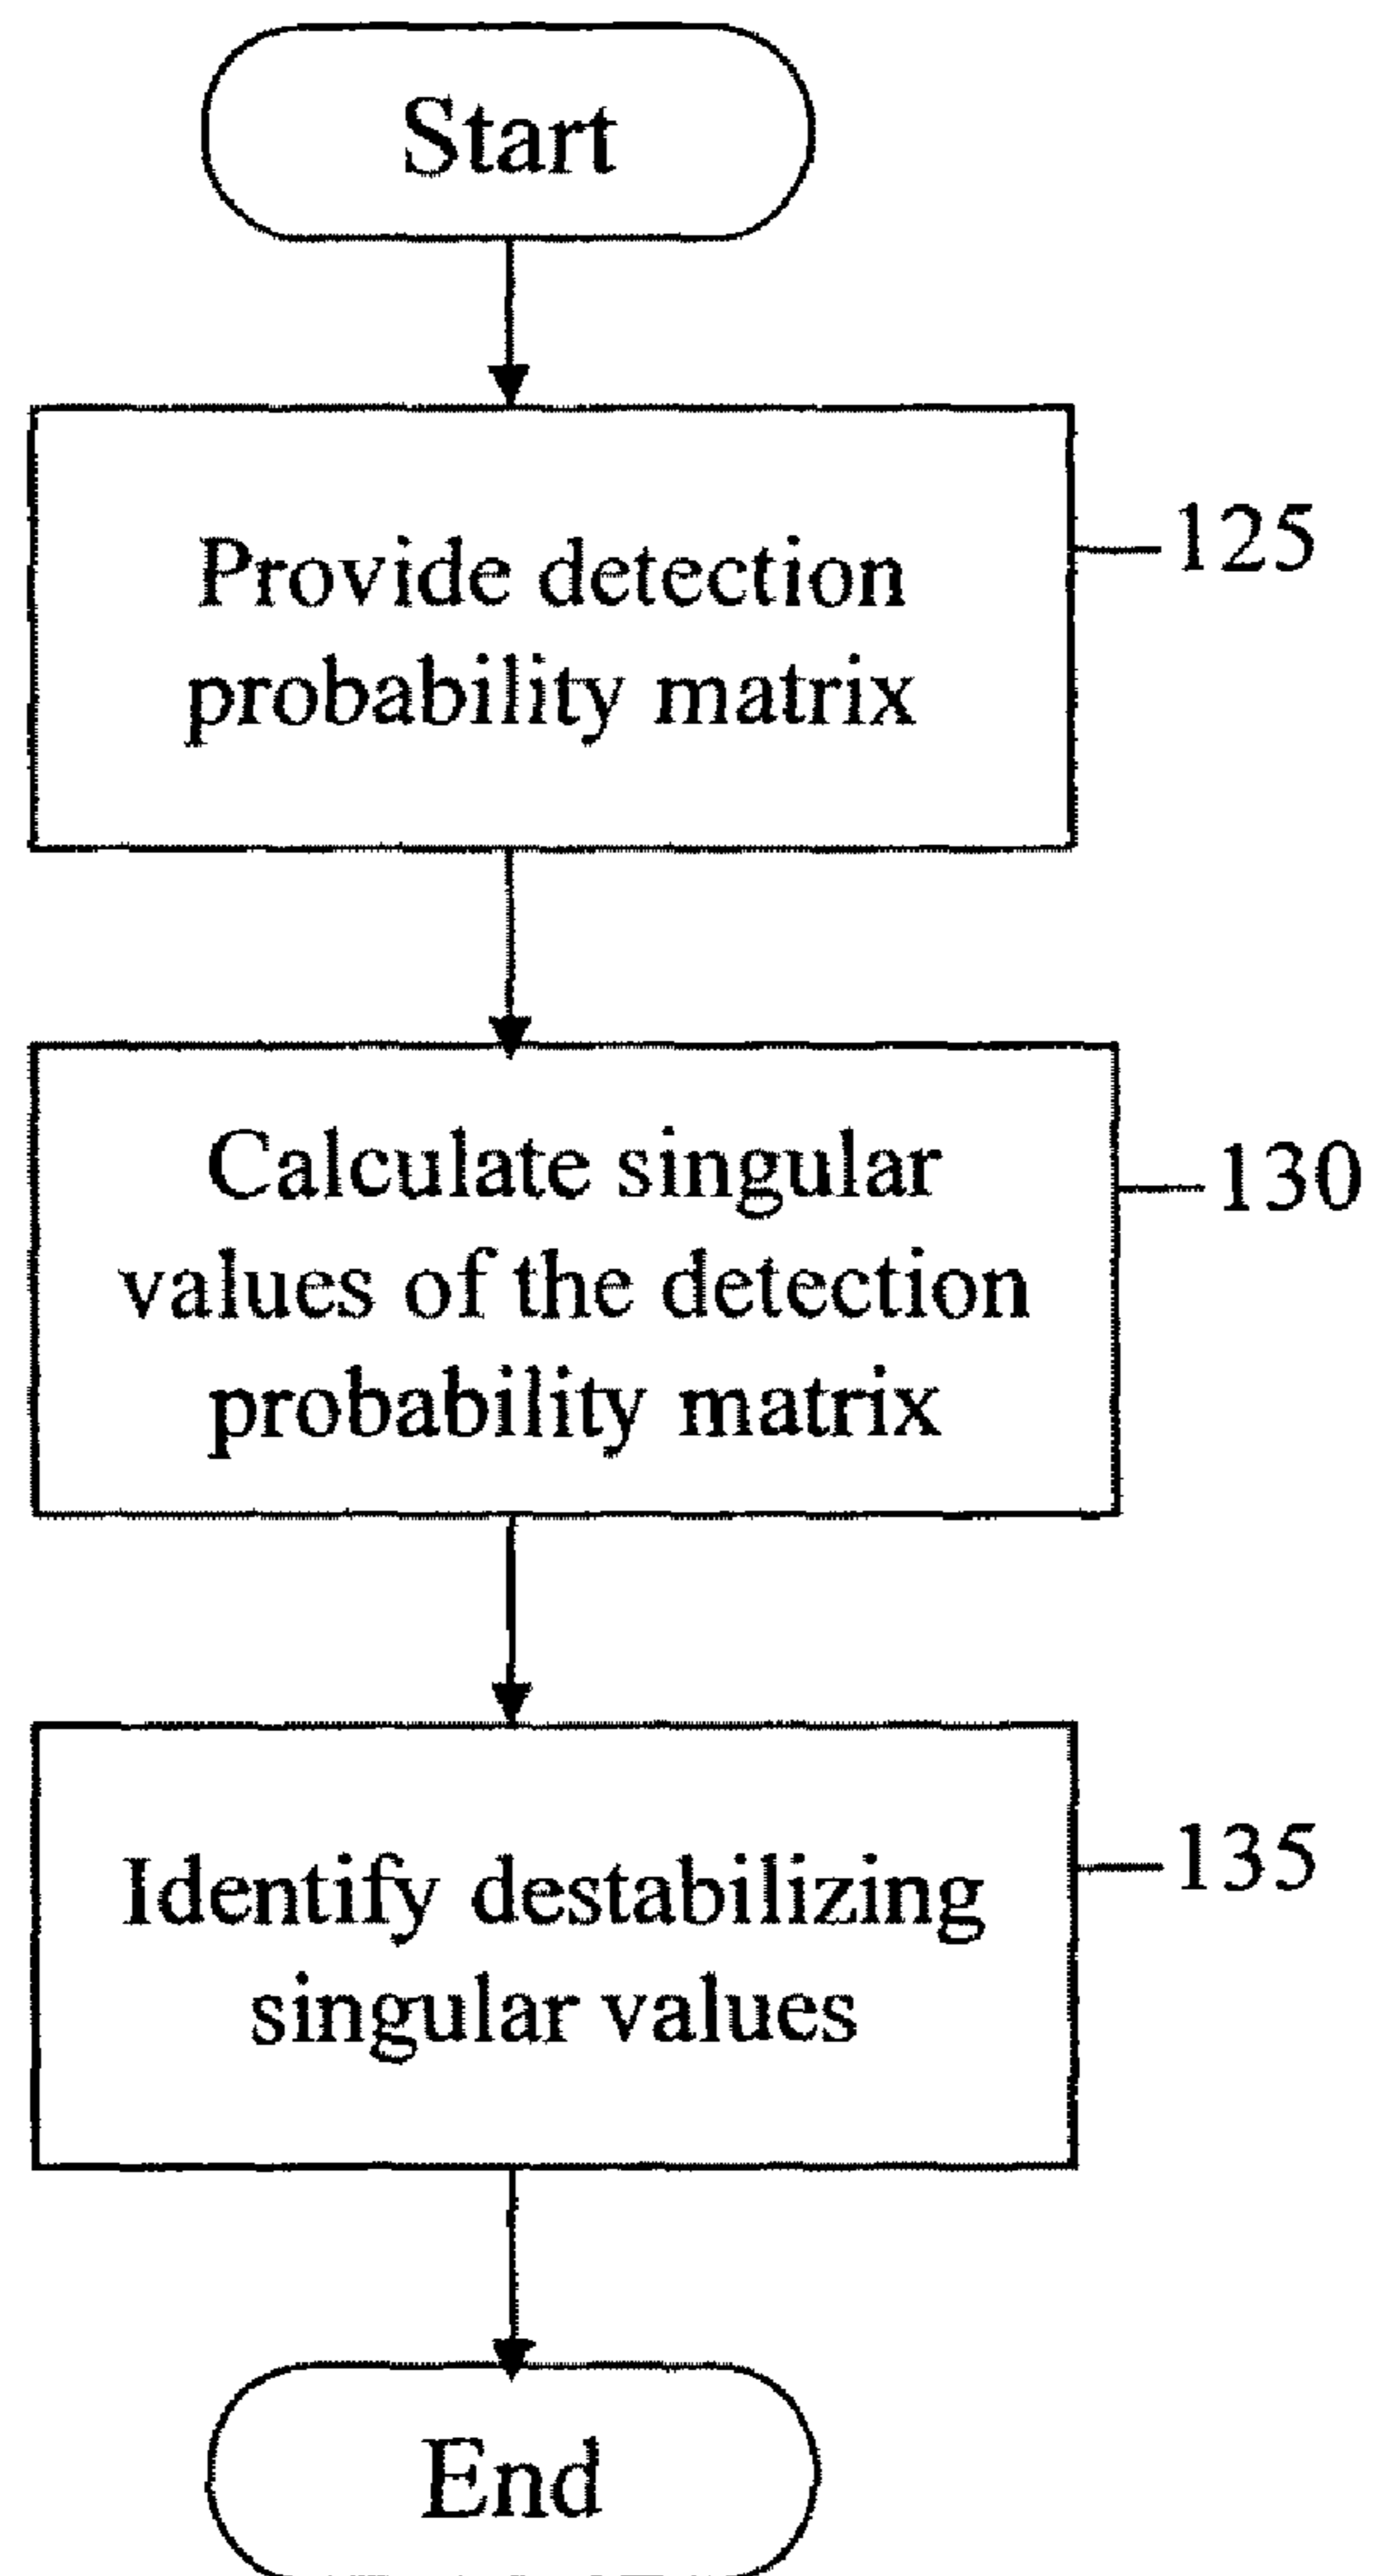 Start
Provide detection
probability matrix
125
Calculate singular
values of the detection
probability matrix
130
Identify destabilizing
singular values
135
End